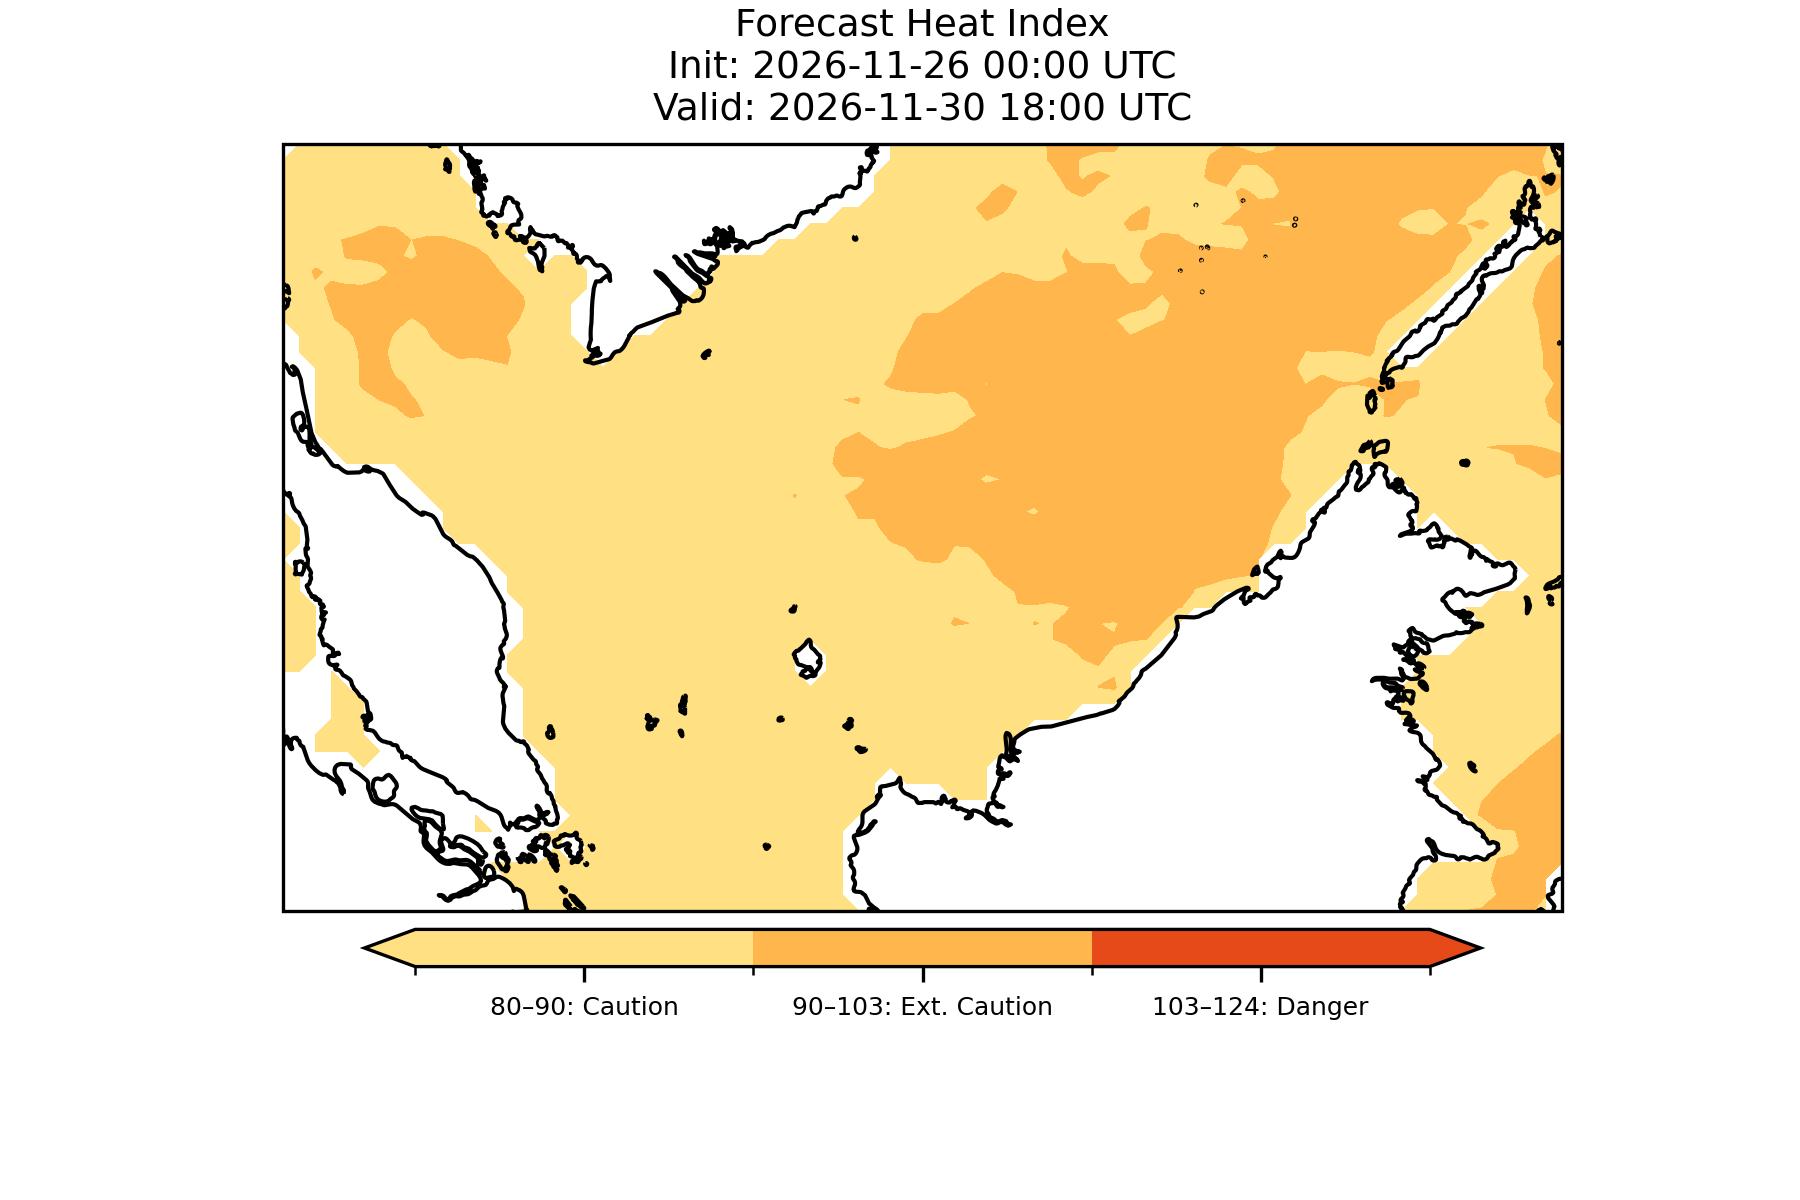 Forecast Heat Index
Init: 2026-11-26 00:00 UTC
Valid: 2026-11-30 18:00 UTC
80–90: Caution
90–103: Ext. Caution
103–124: Danger